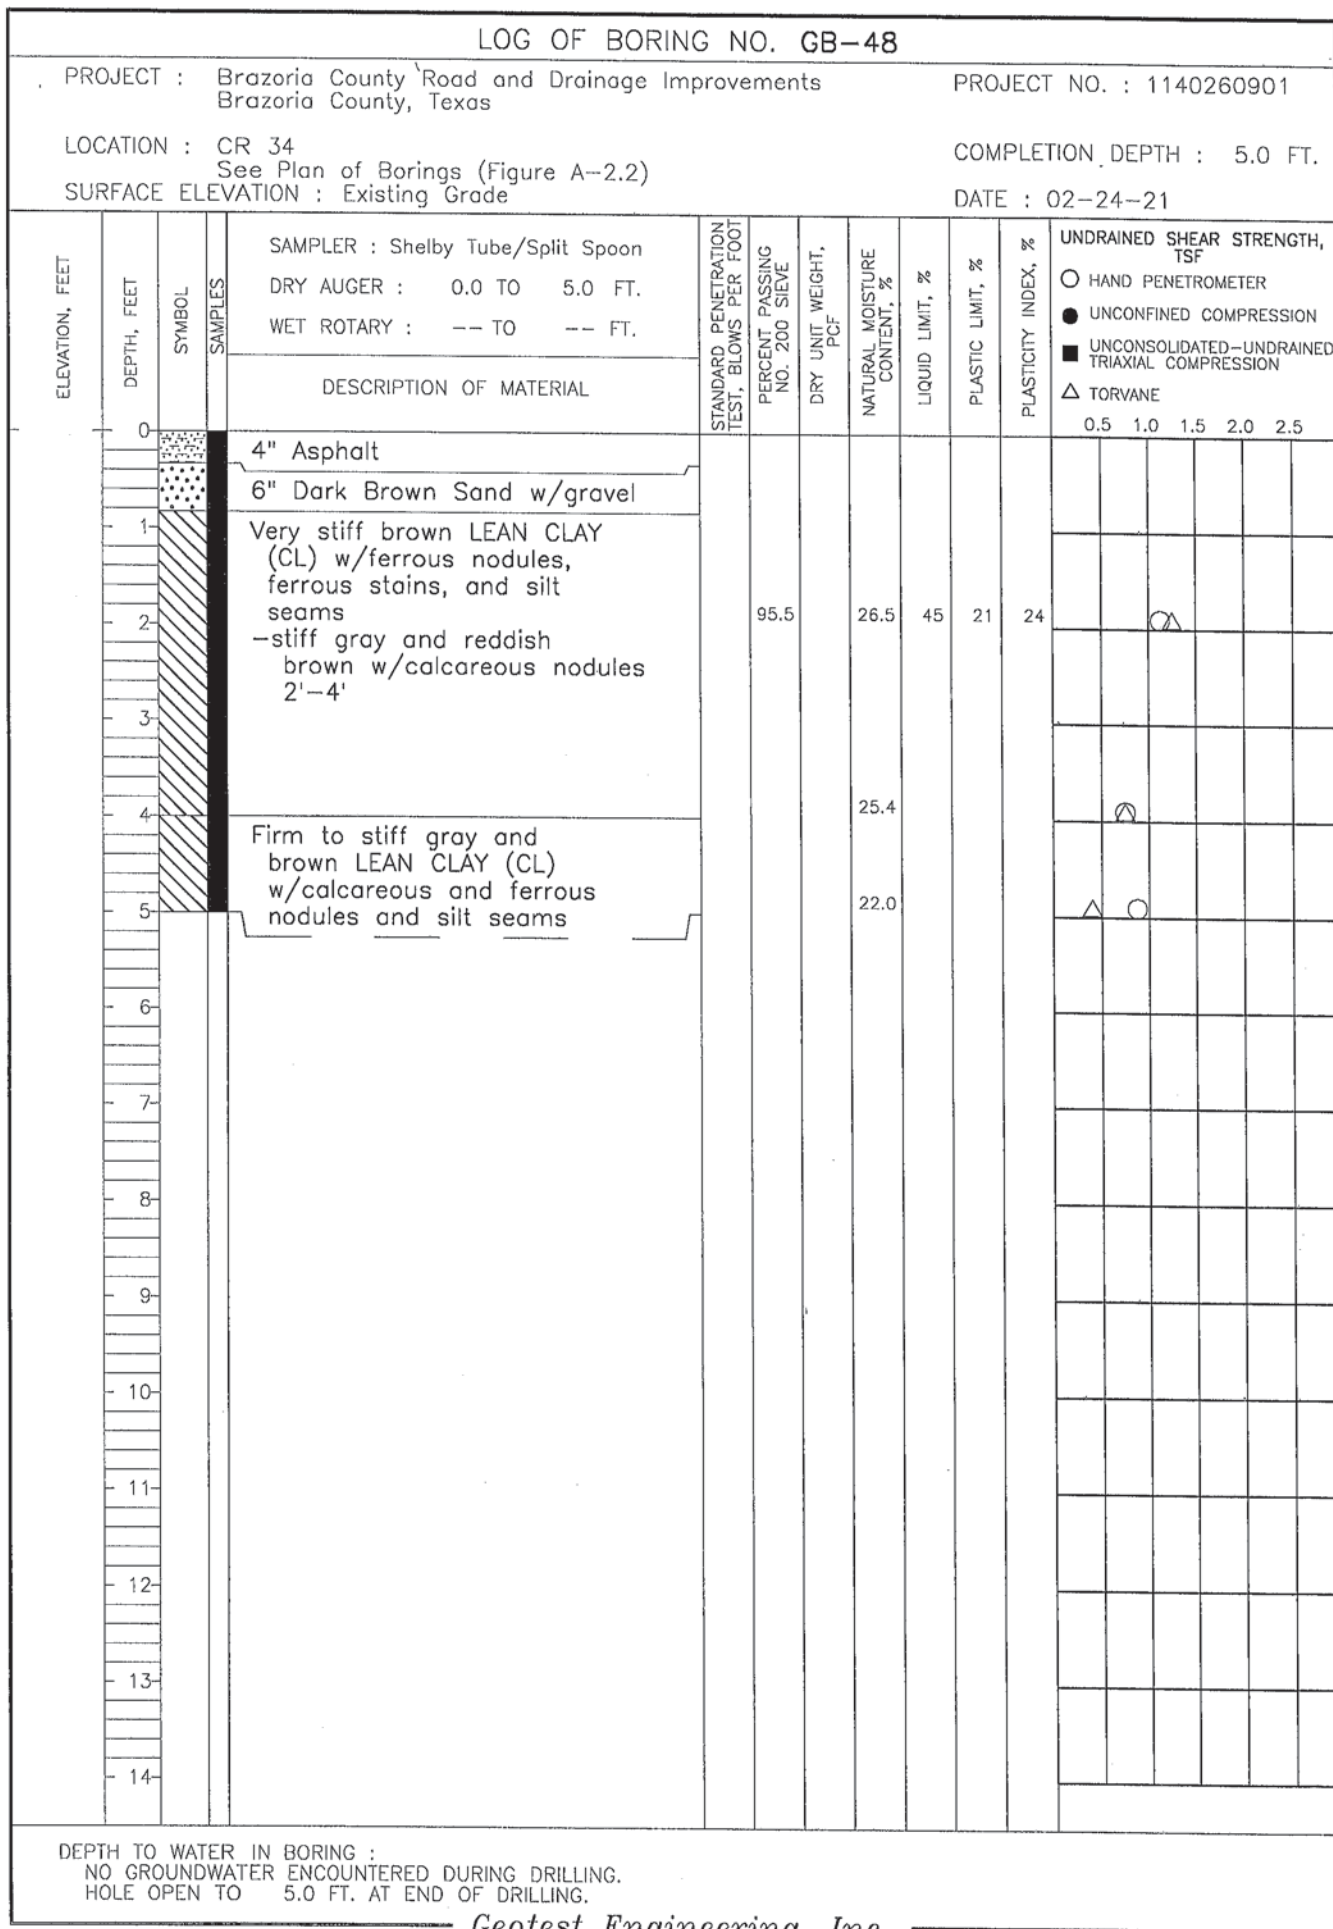 LOG OF BORING NO. GB-48
PROJECT : Brazoria County Road and Drainage Improvements
Brazoria County, Texas
PROJECT NO. : 1140260901
LOCATION : CR 34
See Plan of Borings (Figure A-2.2)
COMPLETION DEPTH : 5.0 FT.
SURFACE ELEVATION : Existing Grade
DATE : 02-24-21
ELEVATION, FEET
DEPTH, FEET
SYMBOL
SAMPLES
SAMPLER : Shelby Tube/Split Spoon
DRY AUGER : 0.0 TO 5.0 FT.
WET ROTARY : -- TO -- FT.
DESCRIPTION OF MATERIAL
STANDARD PENETRATION
TEST, BLOWS PER FOOT
PERCENT PASSING
NO. 200 SIEVE
DRY UNIT WEIGHT,
PCF
NATURAL MOISTURE
CONTENT, %
LIQUID LIMIT, %
PLASTIC LIMIT, %
PLASTICITY INDEX, %
UNDRAINED SHEAR STRENGTH,
TSF
HAND PENETROMETER
UNCONFINED COMPRESSION
UNCONSOLIDATED-UNDRAINED
TRIAXIAL COMPRESSION
TORVANE
0.5 1.0 1.5 2.0 2.5
0
4" Asphalt
6" Dark Brown Sand w/gravel
1
Very stiff brown LEAN CLAY
(CL) w/ferrous nodules,
ferrous stains, and silt
seams
2
95.5 26.5 45 21 24
-stiff gray and reddish
brown w/calcareous nodules
2'-4'
3
4
25.4
Firm to stiff gray and
brown LEAN CLAY (CL)
w/calcareous and ferrous
nodules and silt seams
5
22.0
6
7
8
9
10
11
12
13
14
DEPTH TO WATER IN BORING :
NO GROUNDWATER ENCOUNTERED DURING DRILLING.
HOLE OPEN TO 5.0 FT. AT END OF DRILLING.
Geotest Engineering, Inc.